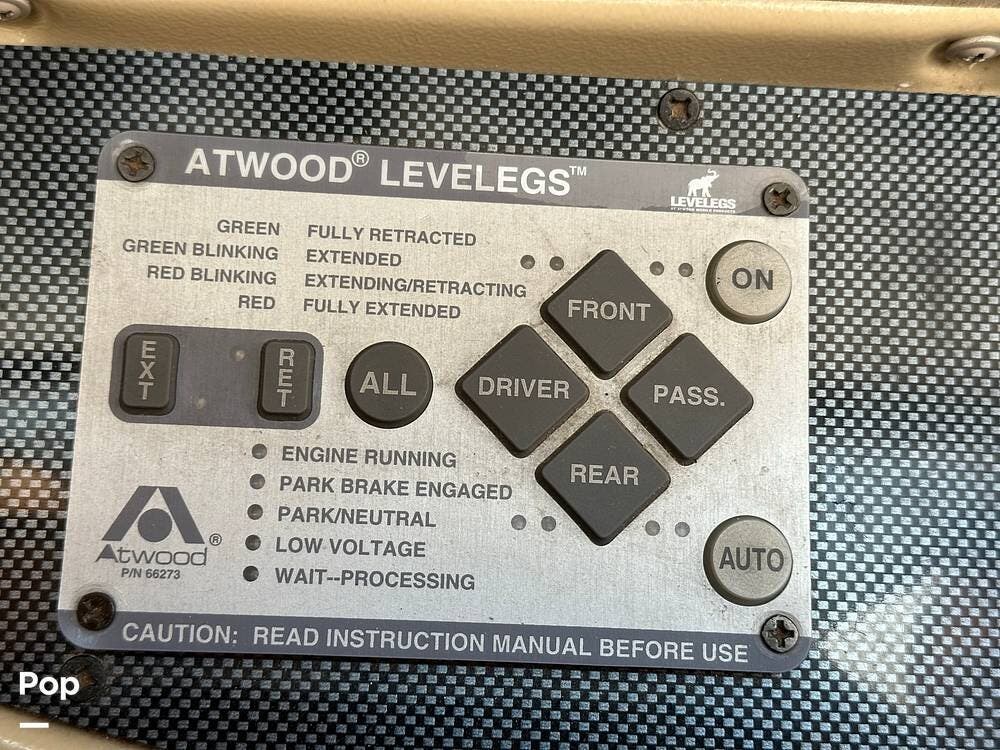 ATWOOD® LEVELEGS™
LEVELEGS
GREEN FULLY RETRACTED
GREEN BLINKING EXTENDED
RED BLINKING EXTENDING/RETRACTING
RED FULLY EXTENDED
ON
FRONT
EXT
RET
ALL
DRIVER
PASS.
REAR
ENGINE RUNNING
PARK BRAKE ENGAGED
PARK/NEUTRAL
LOW VOLTAGE
WAIT--PROCESSING
AUTO
Atwood®
P/N 66273
CAUTION: READ INSTRUCTION MANUAL BEFORE USE
Pop